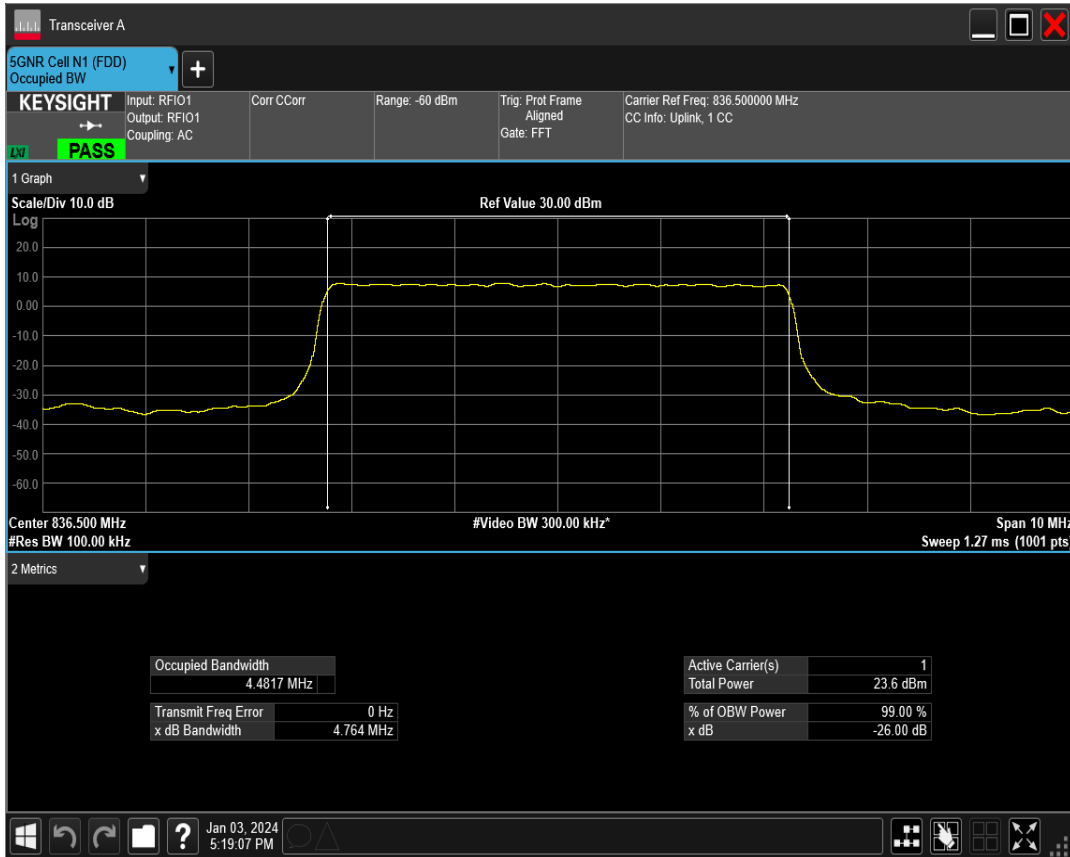 Transceiver A
5GNR Cell N1 (FDD)
Occupied BW
+
KEYSIGHT
LXI
PASS
Input: RFIO1
Output: RFIO1
Coupling: AC
Corr CCorr
Range: -60 dBm
Trig: Prot Frame
Aligned
Gate: FFT
Carrier Ref Freq: 836.500000 MHz
CC Info: Uplink, 1 CC
1 Graph
Scale/Div 10.0 dB
Ref Value 30.00 dBm
Log
20.0
10.0
0.00
-10.0
-20.0
-30.0
-40.0
-50.0
-60.0
Center 836.500 MHz
#Video BW 300.00 kHz*
Span 10 MHz
#Res BW 100.00 kHz
Sweep 1.27 ms (1001 pts)
2 Metrics
Occupied Bandwidth
4.4817 MHz
Transmit Freq Error 0 Hz
x dB Bandwidth 4.764 MHz
Active Carrier(s) 1
Total Power 23.6 dBm
% of OBW Power 99.00 %
x dB -26.00 dB
?
Jan 03, 2024
5:19:07 PM